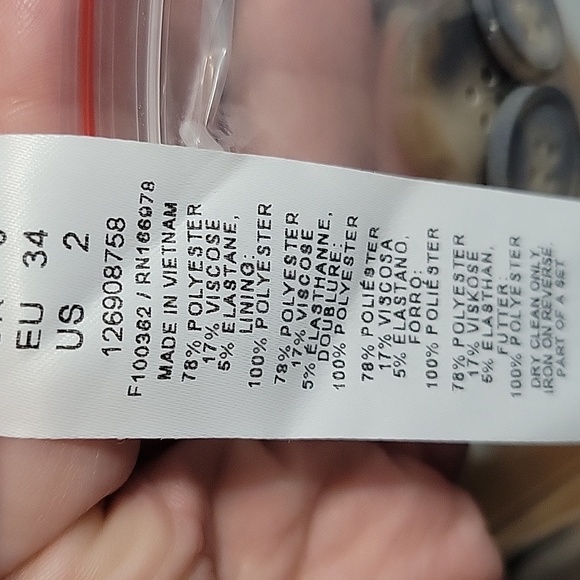 EU 34
US 2
126908758
F100362 / RN166978
MADE IN VIETNAM
78% POLYESTER
17% VISCOSE
5% ELASTANE,
LINING:
100% POLYESTER
78% POLYESTER
17% VISCOSE
5% ÉLASTHANNE,
DOUBLURE:
100% POLYESTER
78% POLIÉSTER
17% VISCOSA
5% ELASTANO,
FORRO:
100% POLIÉSTER
78% POLYESTER
17% VISKOSE
5% ELASTHAN,
FUTTER:
100% POLYESTER
DRY CLEAN ONLY.
IRON ON REVERSE.
PART OF A SET